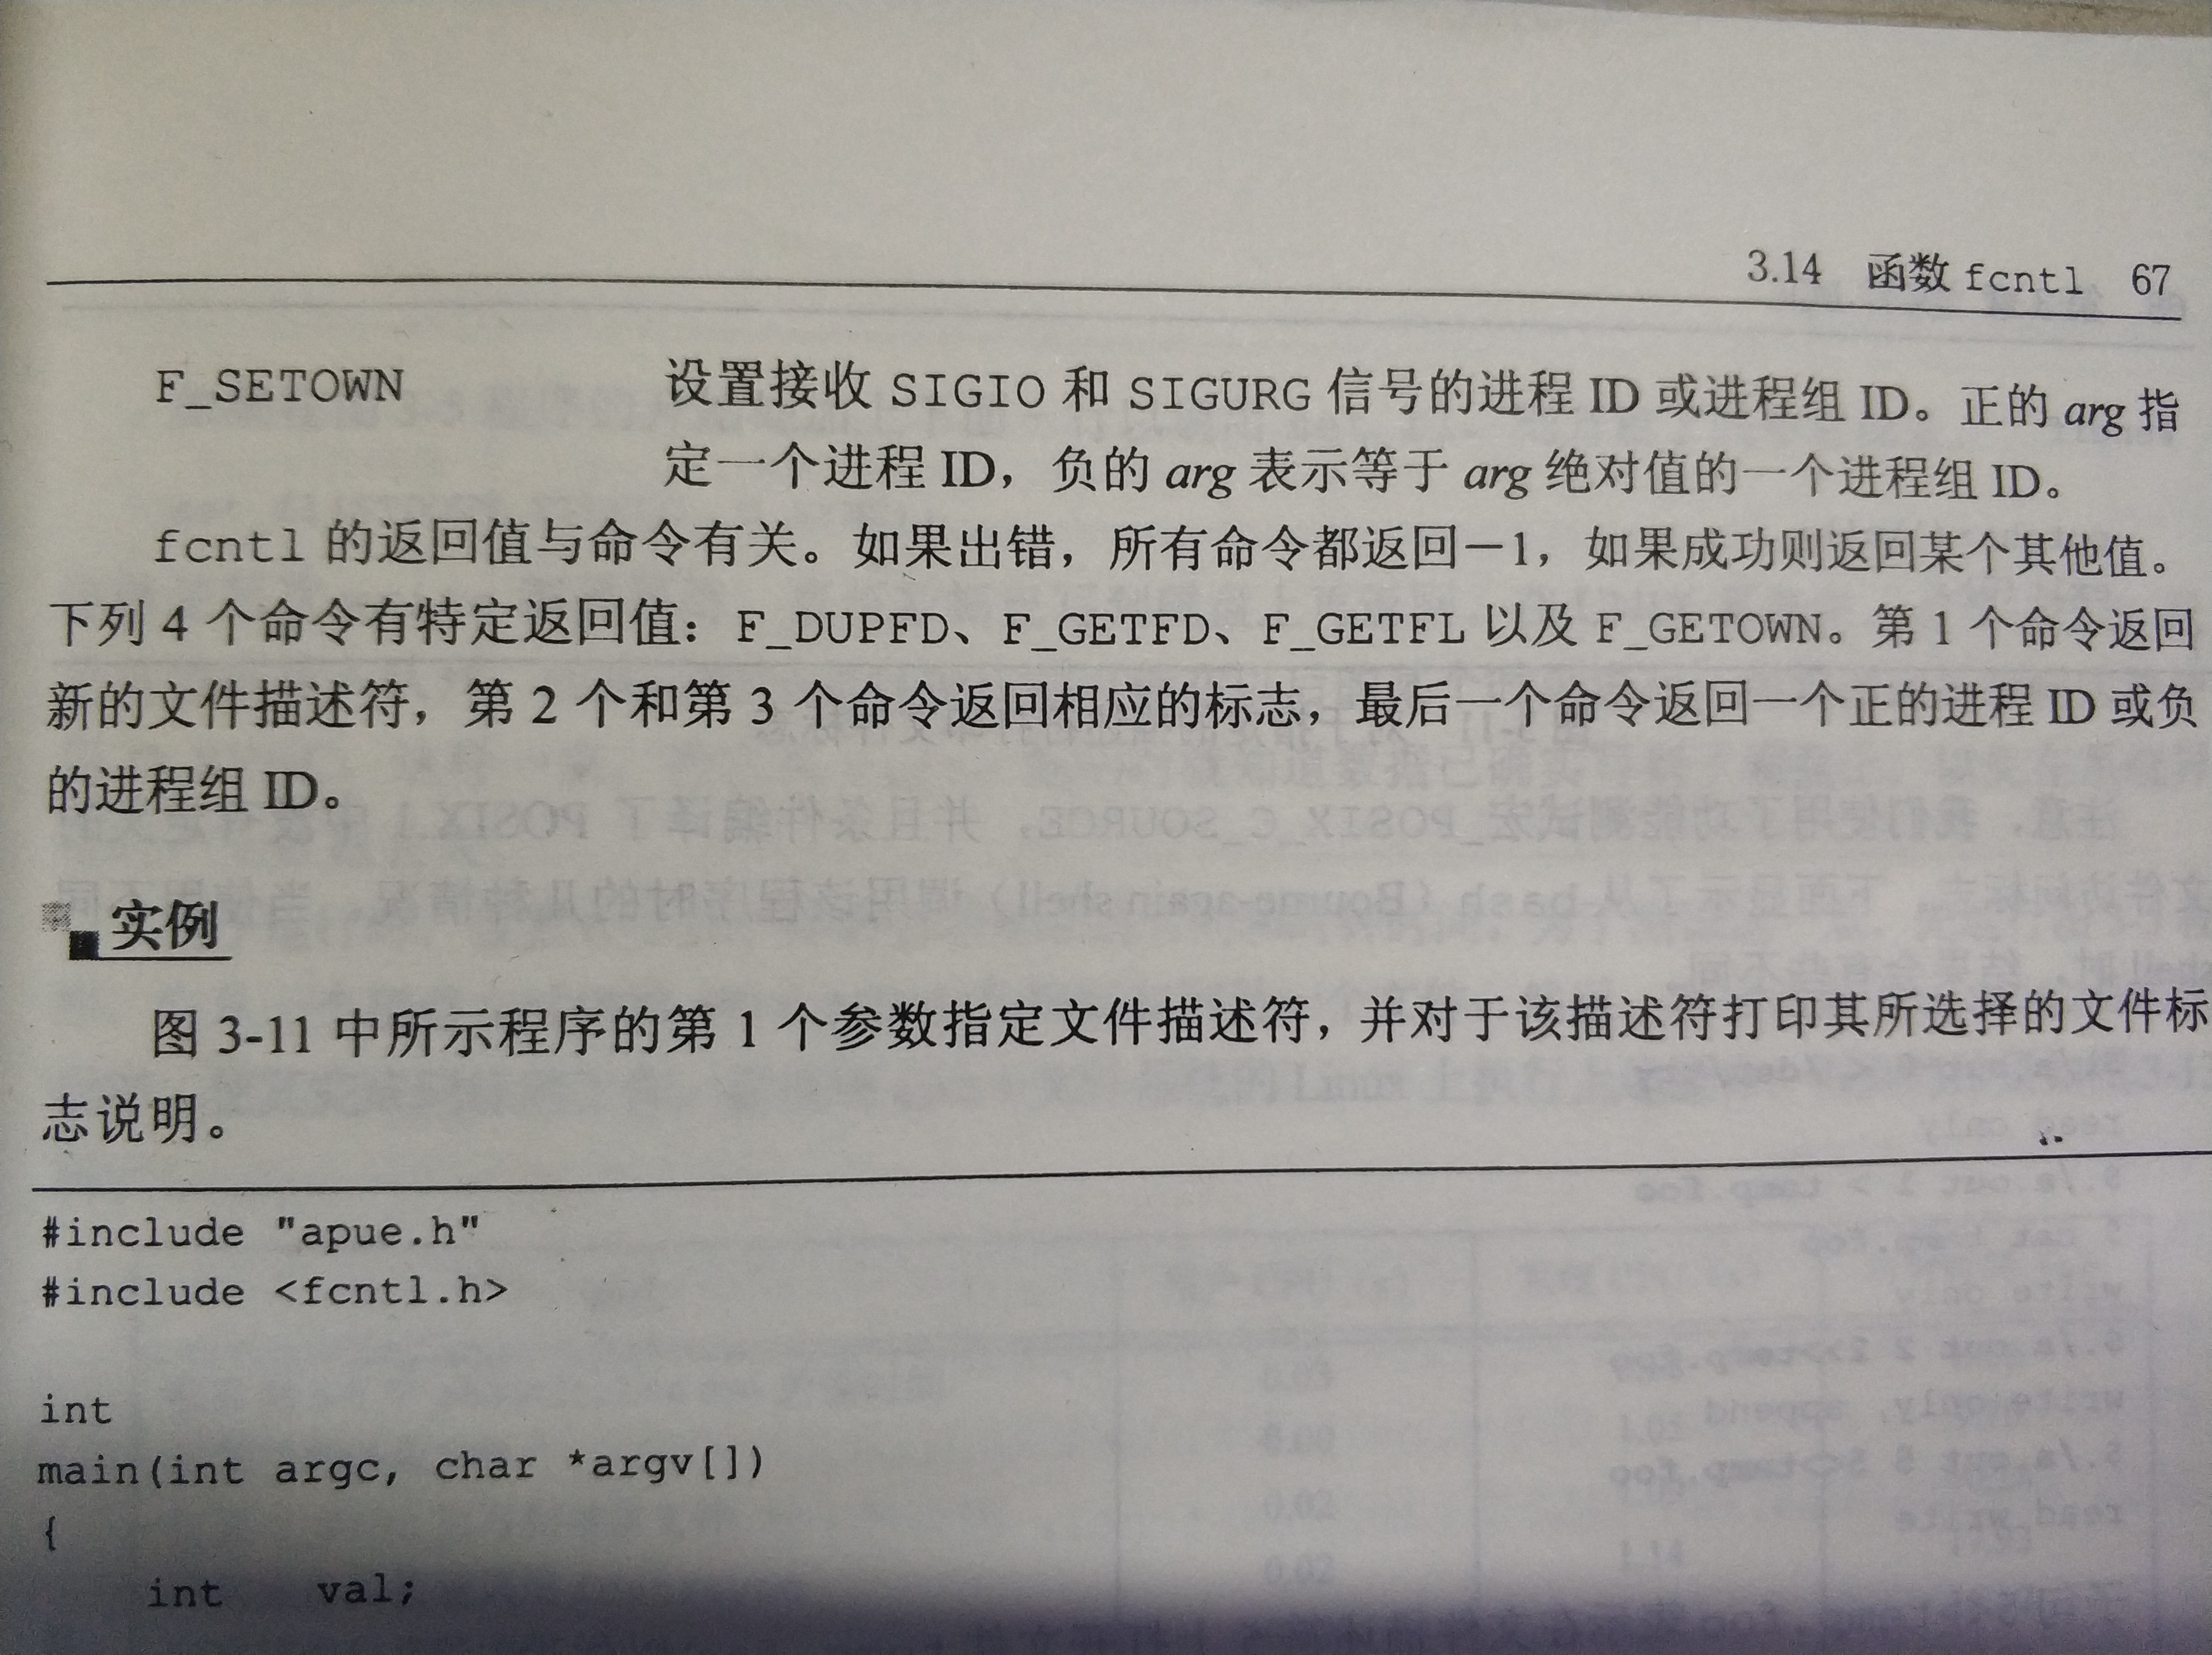 3.14 函数 fcntl 67
F_SETOWN 设置接收 SIGIO 和 SIGURG 信号的进程 ID 或进程组 ID。正的 arg 指
定一个进程 ID，负的 arg 表示等于 arg 绝对值的一个进程组 ID。
fcntl 的返回值与命令有关。如果出错，所有命令都返回－1，如果成功则返回某个其他值。
下列 4 个命令有特定返回值：F_DUPFD、F_GETFD、F_GETFL 以及 F_GETOWN。第 1 个命令返回
新的文件描述符，第 2 个和第 3 个命令返回相应的标志，最后一个命令返回一个正的进程 ID 或负
的进程组 ID。
实例
图 3-11 中所示程序的第 1 个参数指定文件描述符，并对于该描述符打印其所选择的文件标
志说明。
#include "apue.h"
#include <fcntl.h>
int
main(int argc, char *argv[])
{
int val;